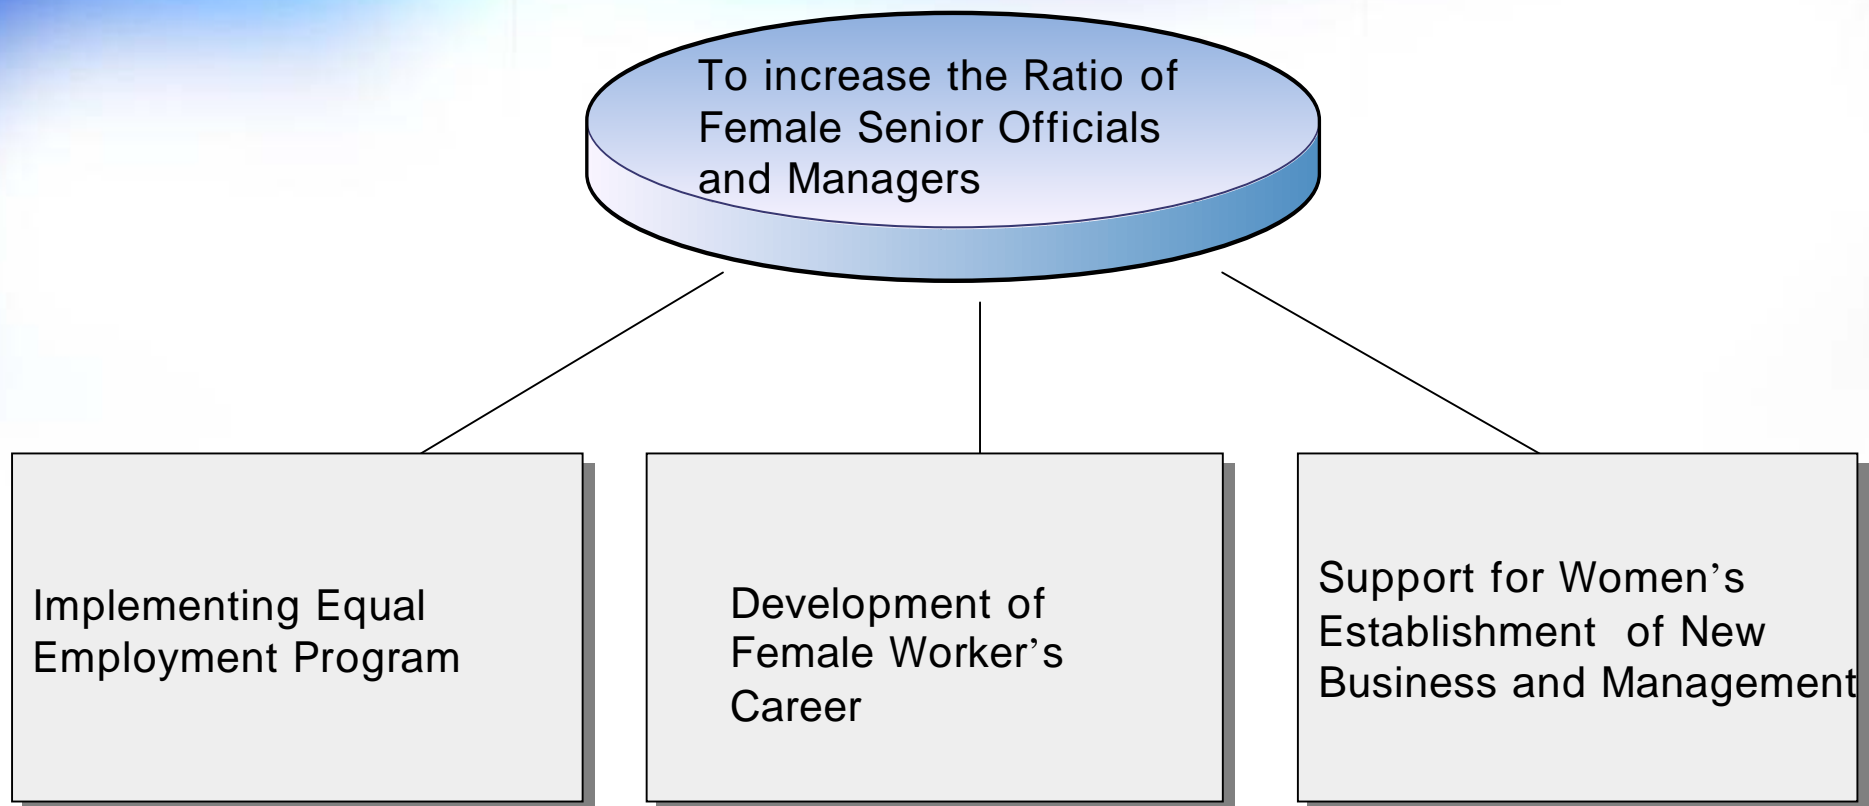 To increase the Ratio of
Female Senior Officials
and Managers
Implementing Equal
Employment Program
Development of
Female Worker’s
Career
Support for Women’s
Establishment of New
Business and Management